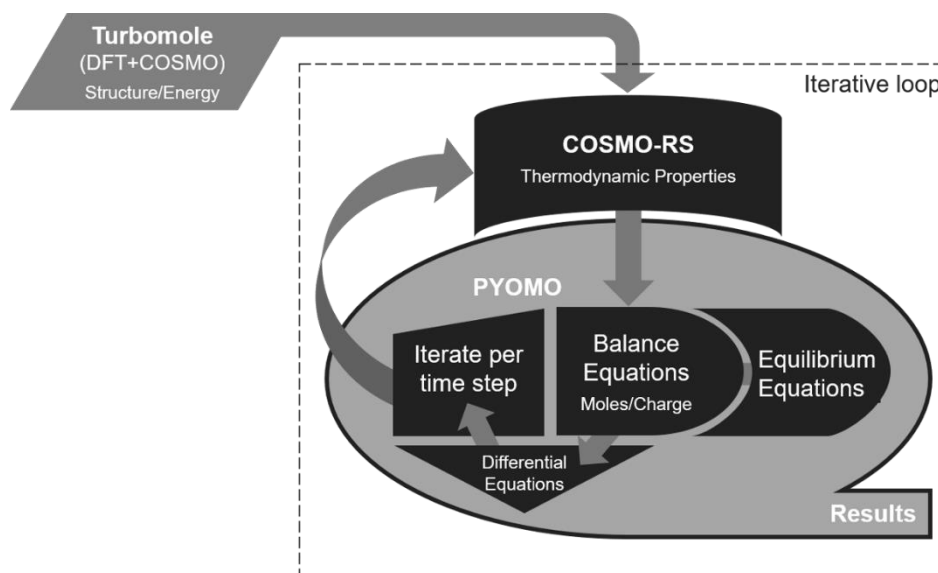 Turbomole
(DFT+COSMO)
Structure/Energy
Iterative loop
COSMO-RS
Thermodynamic Properties
PYOMO
Iterate per
time step
Balance
Equations
Moles/Charge
Equilibrium
Equations
Differential
Equations
Results